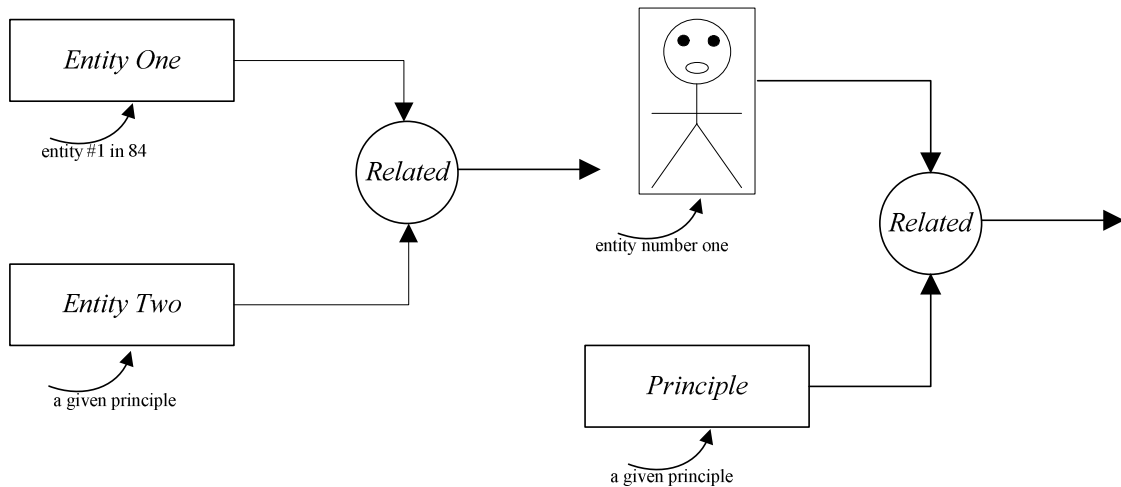 Entity One
entity #1 in 84
Related
Entity Two
a given principle
entity number one
Related
Principle
a given principle